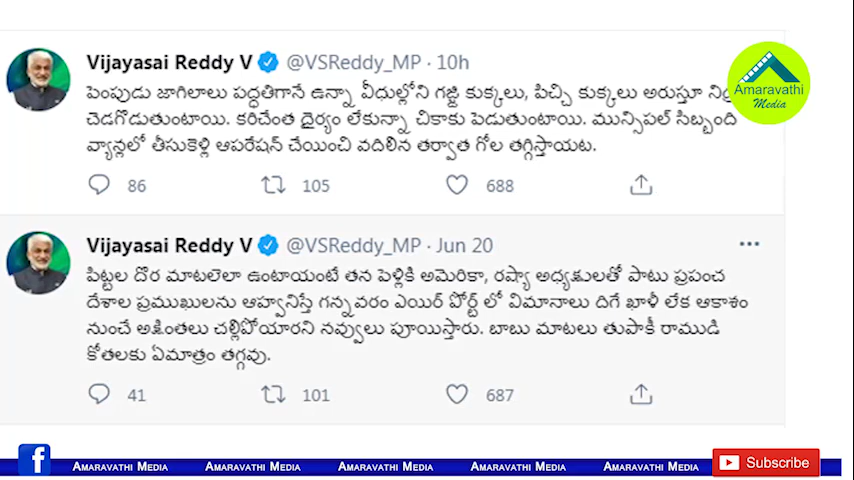 Vijayasai Reddy V @VSReddy_MP · 10h
పెంపుడు జాగిలాలు పద్ధతిగానే ఉన్నా వీధుల్లోని గజ్జి కుక్కలు, పిచ్చి కుక్కలు అరుస్తూ
చెడగొడుతుంటాయి. కరిచేంత ధైర్యం లేకున్నా చికాకు పెడుతుంటాయి. మున్సిపల్ సిబ్బంది
వ్యాన్లలో తీసుకెళ్లి ఆపరేషన్ చేయించి వదిలిన తర్వాత గోల తగ్గిస్తాయట.
86 105 688
Amaravathi
Media
Vijayasai Reddy V @VSReddy_MP · Jun 20
పిట్టల దొర మాటలెలా ఉంటాయంటే తన పెళ్లికి అమెరికా, రష్యా అధ్యక్షులతో పాటు ప్రపంచ
దేశాల ప్రముఖులను ఆహ్వనిస్తే గన్నవరం ఎయిర్ పోర్ట్ లో విమానాలు దిగే ఖాళీ లేక ఆకాశం
నుంచే అక్షింతలు చల్లిపోయారని నవ్వులు పూయిస్తారు. బాబు మాటలు తుపాకీ రాముడి
కోతలకు ఏమాత్రం తగ్గవు.
41 101 687
f AMARAVATHI MEDIA AMARAVATHI MEDIA AMARAVATHI MEDIA AMARAVATHI MEDIA AMARAVATHI MEDIA Subscribe